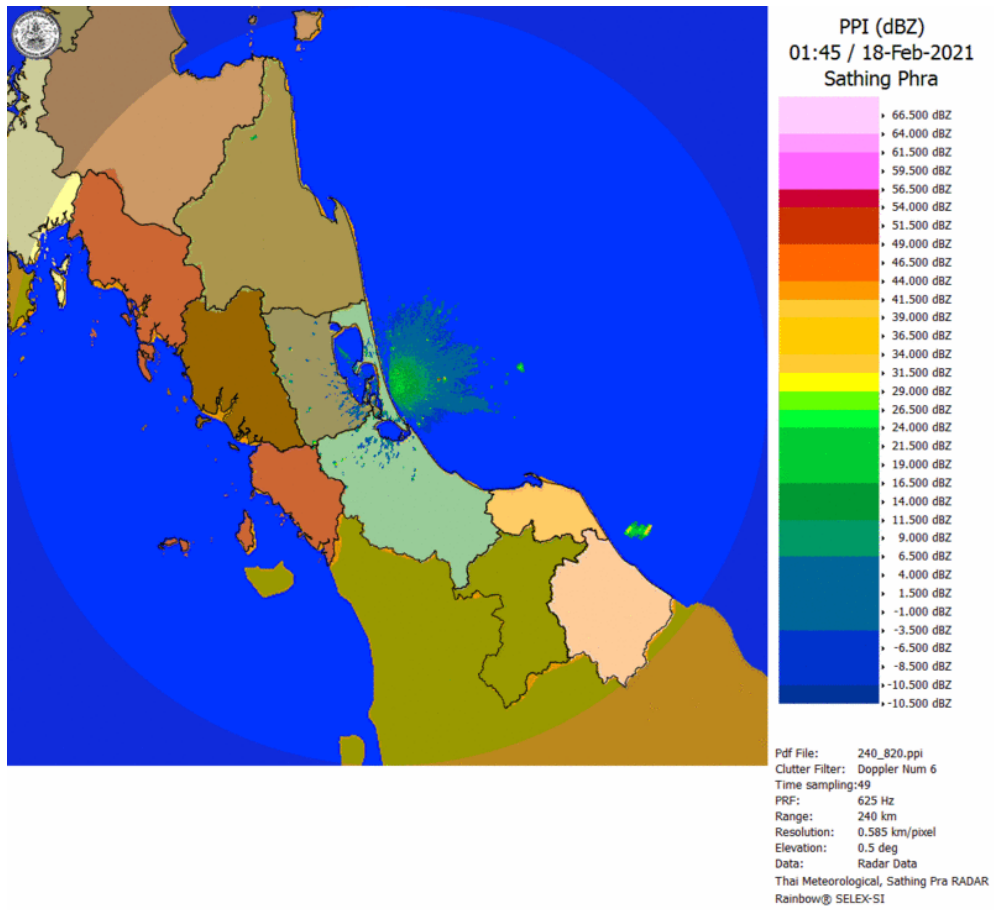 PPI (dBZ)
01:45 / 18-Feb-2021
Sathing Phra
66.500 dBZ
64.000 dBZ
61.500 dBZ
59.500 dBZ
56.500 dBZ
54.000 dBZ
51.500 dBZ
49.000 dBZ
46.500 dBZ
44.000 dBZ
41.500 dBZ
39.000 dBZ
36.500 dBZ
34.000 dBZ
31.500 dBZ
29.000 dBZ
26.500 dBZ
24.000 dBZ
21.500 dBZ
19.000 dBZ
16.500 dBZ
14.000 dBZ
11.500 dBZ
9.000 dBZ
6.500 dBZ
4.000 dBZ
1.500 dBZ
-1.000 dBZ
-3.500 dBZ
-6.500 dBZ
-8.500 dBZ
-10.500 dBZ
-10.500 dBZ
Pdf File: 240_820.ppi
Clutter Filter: Doppler Num 6
Time sampling:49
PRF: 625 Hz
Range: 240 km
Resolution: 0.585 km/pixel
Elevation: 0.5 deg
Data: Radar Data
Thai Meteorological, Sathing Pra RADAR
Rainbow® SELEX-SI